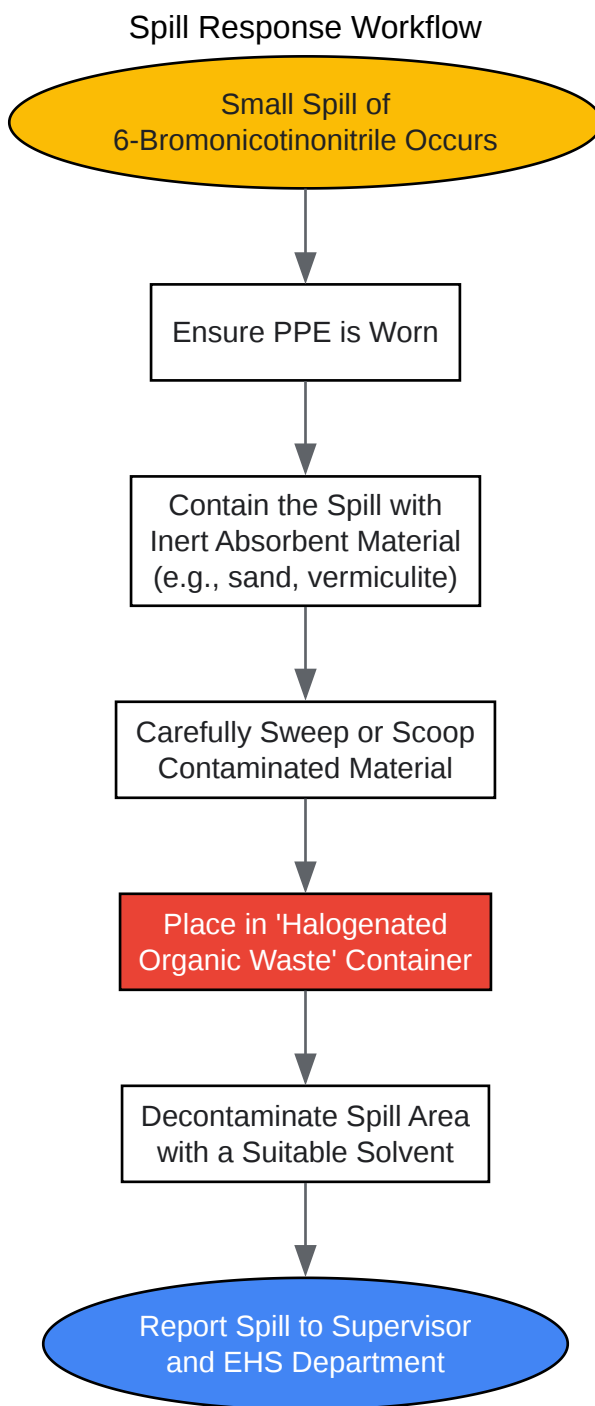 Spill Response Workflow
Small Spill of
6-Bromonicotinonitrile Occurs
Ensure PPE is Worn
Contain the Spill with
Inert Absorbent Material
(e.g., sand, vermiculite)
Carefully Sweep or Scoop
Contaminated Material
Place in 'Halogenated
Organic Waste' Container
Decontaminate Spill Area
with a Suitable Solvent
Report Spill to Supervisor
and EHS Department